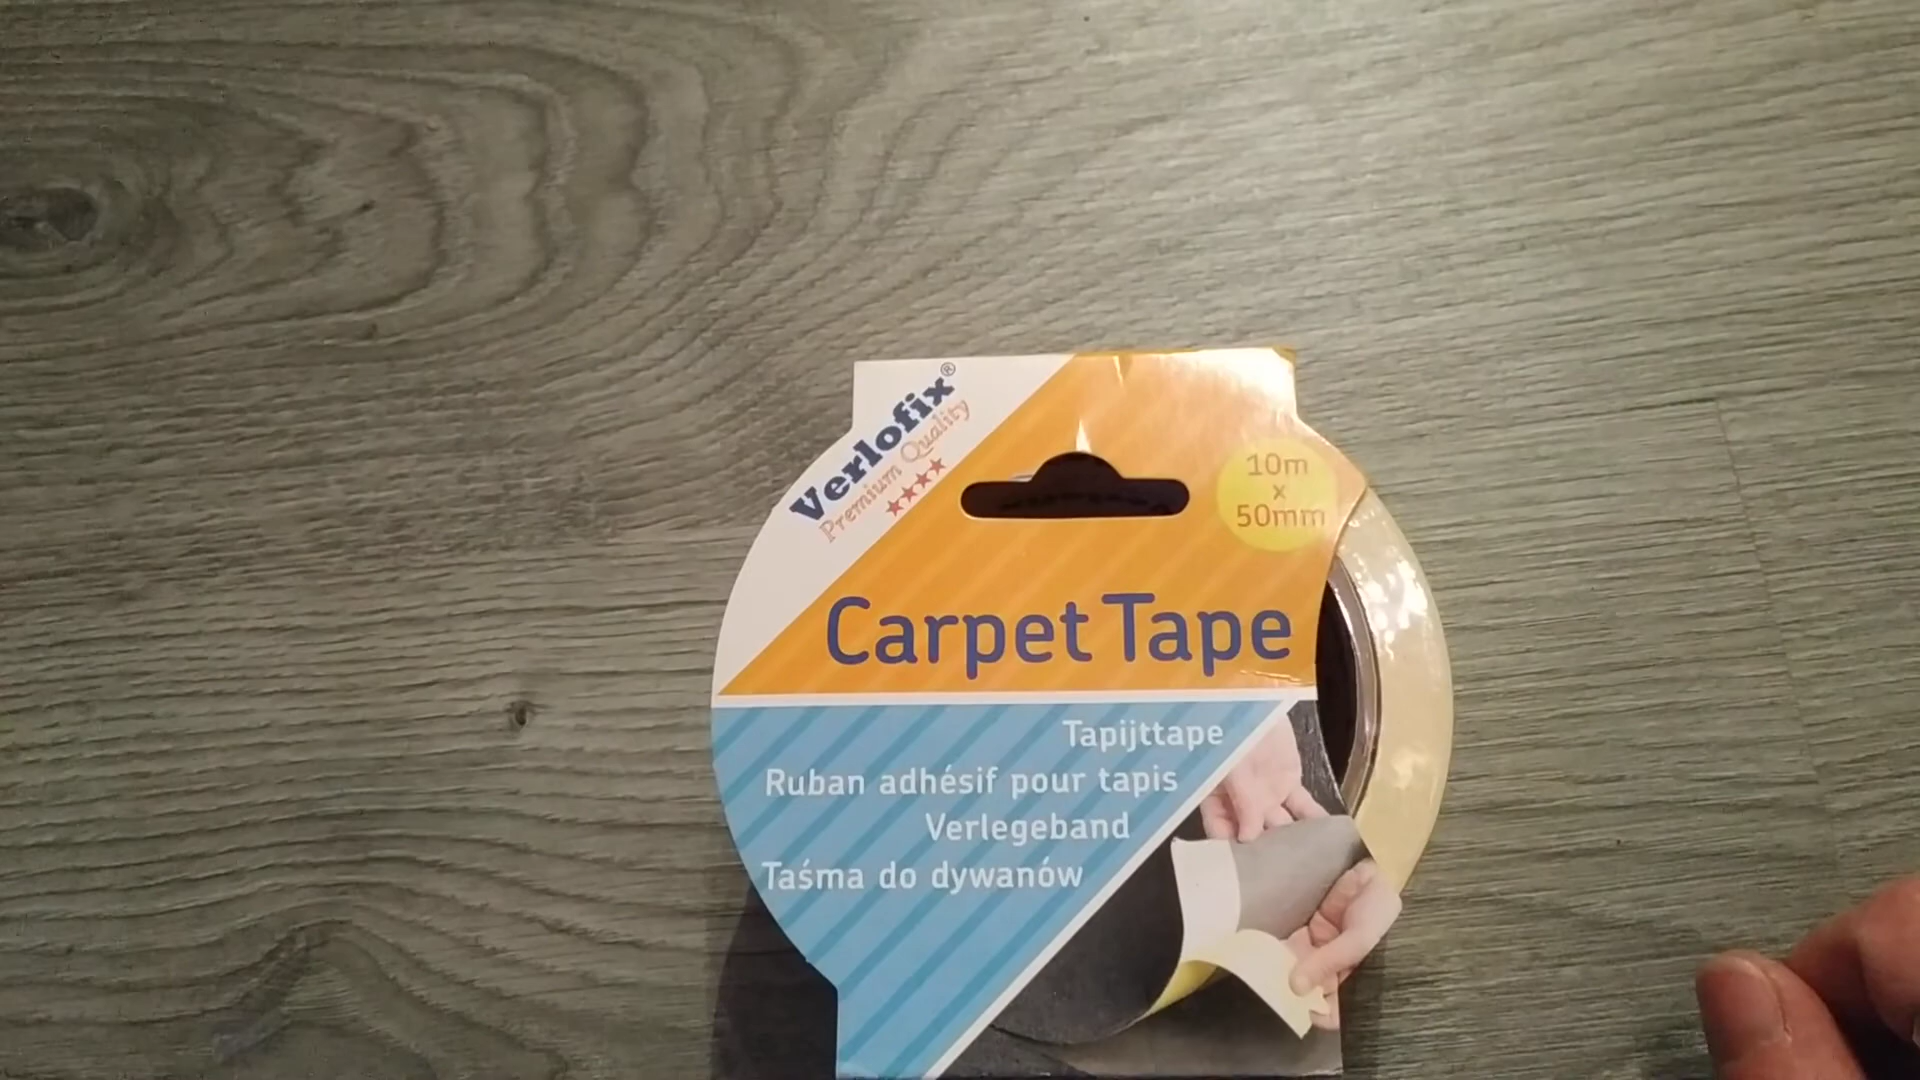 Verlofix®
Premium Quality
10m
x
50mm
Carpet Tape
Tapijttape
Ruban adhésif pour tapis
Verlegeband
Taśma do dywanów